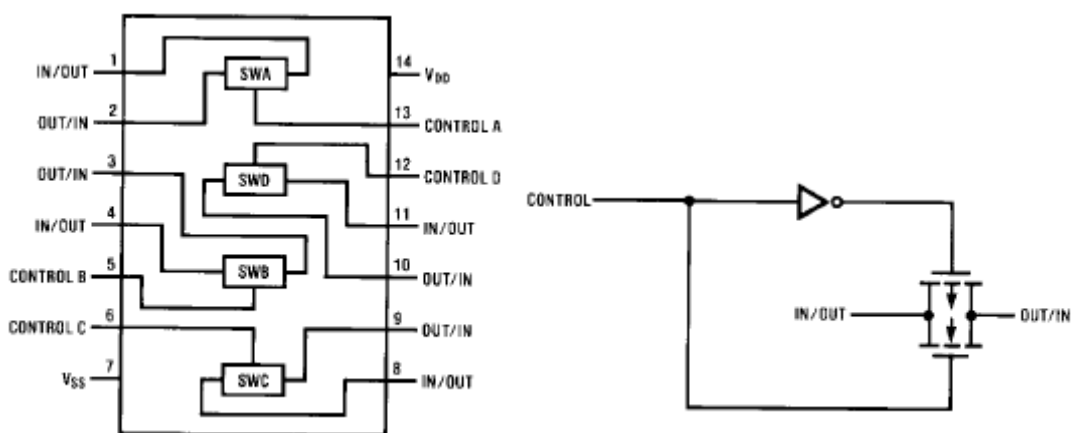 1
IN/OUT
2
OUT/IN
3
OUT/IN
4
IN/OUT
5
CONTROL B
6
CONTROL C
7
VSS
SWA
SWD
SWB
SWC
14
VDD
13
CONTROL A
12
CONTROL D
11
IN/OUT
10
OUT/IN
9
OUT/IN
8
IN/OUT
CONTROL
IN/OUT
OUT/IN